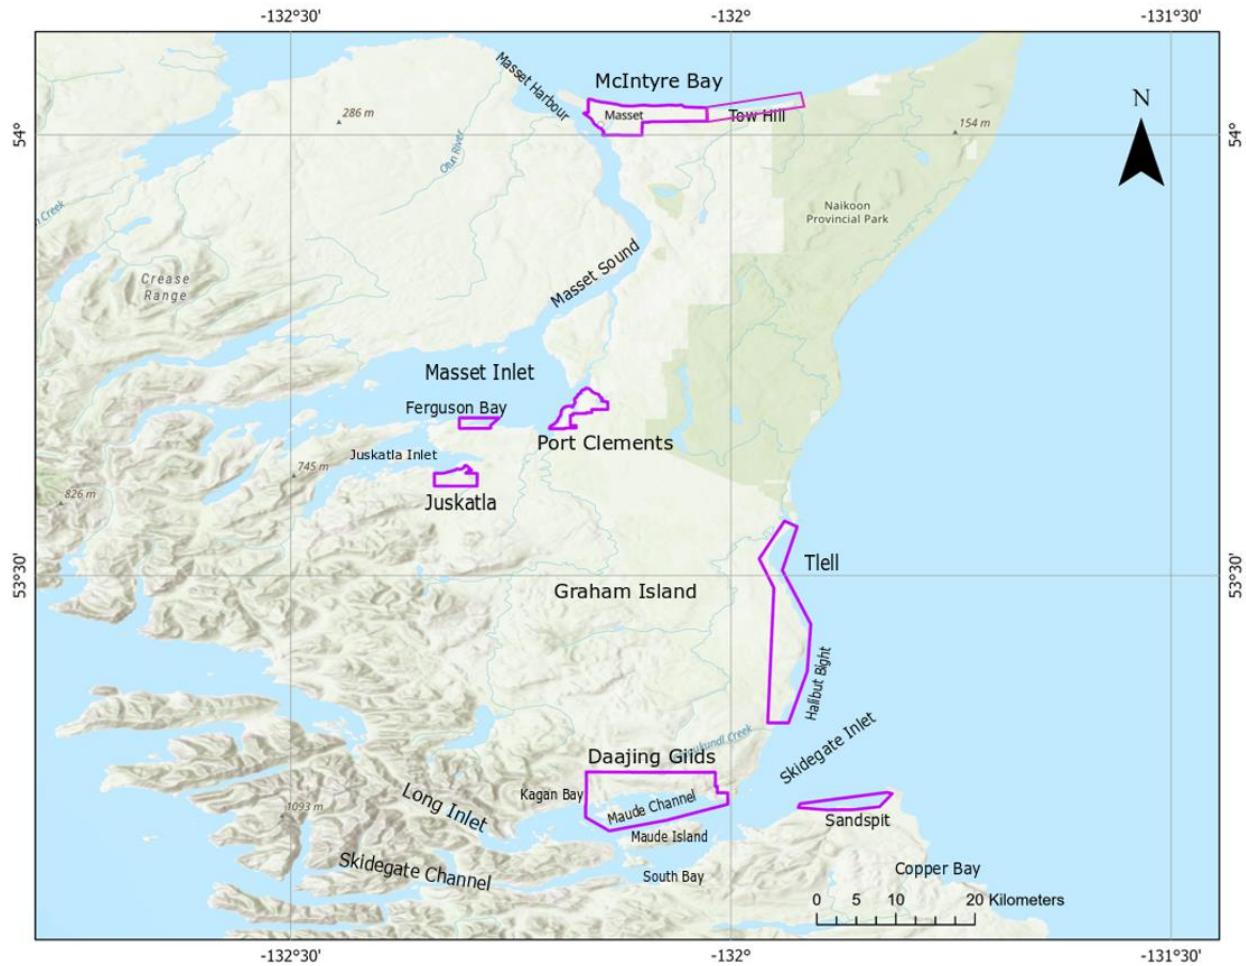 -132°30'
-132°
-131°30'
McIntyre Bay
Masset Harbour
Masset
Tow Hill
N
286 m
154 m
54°
54°
Otun River
Creek
Naikoon
Provincial Park
Crease
Range
Masset Sound
Masset Inlet
Ferguson Bay
Port Clements
Juskatla Inlet
745 m
826 m
Juskatla
Tlell
53°30'
53°30'
Graham Island
Halibut Bight
Skidegate Inlet
Creek
Daajing Giids
Kagan Bay
Maude Channel
Long Inlet
1093 m
Sandspit
Maude Island
Skidegate Channel
South Bay
Copper Bay
0 5 10 20 Kilometers
-132°30'
-132°
-131°30'